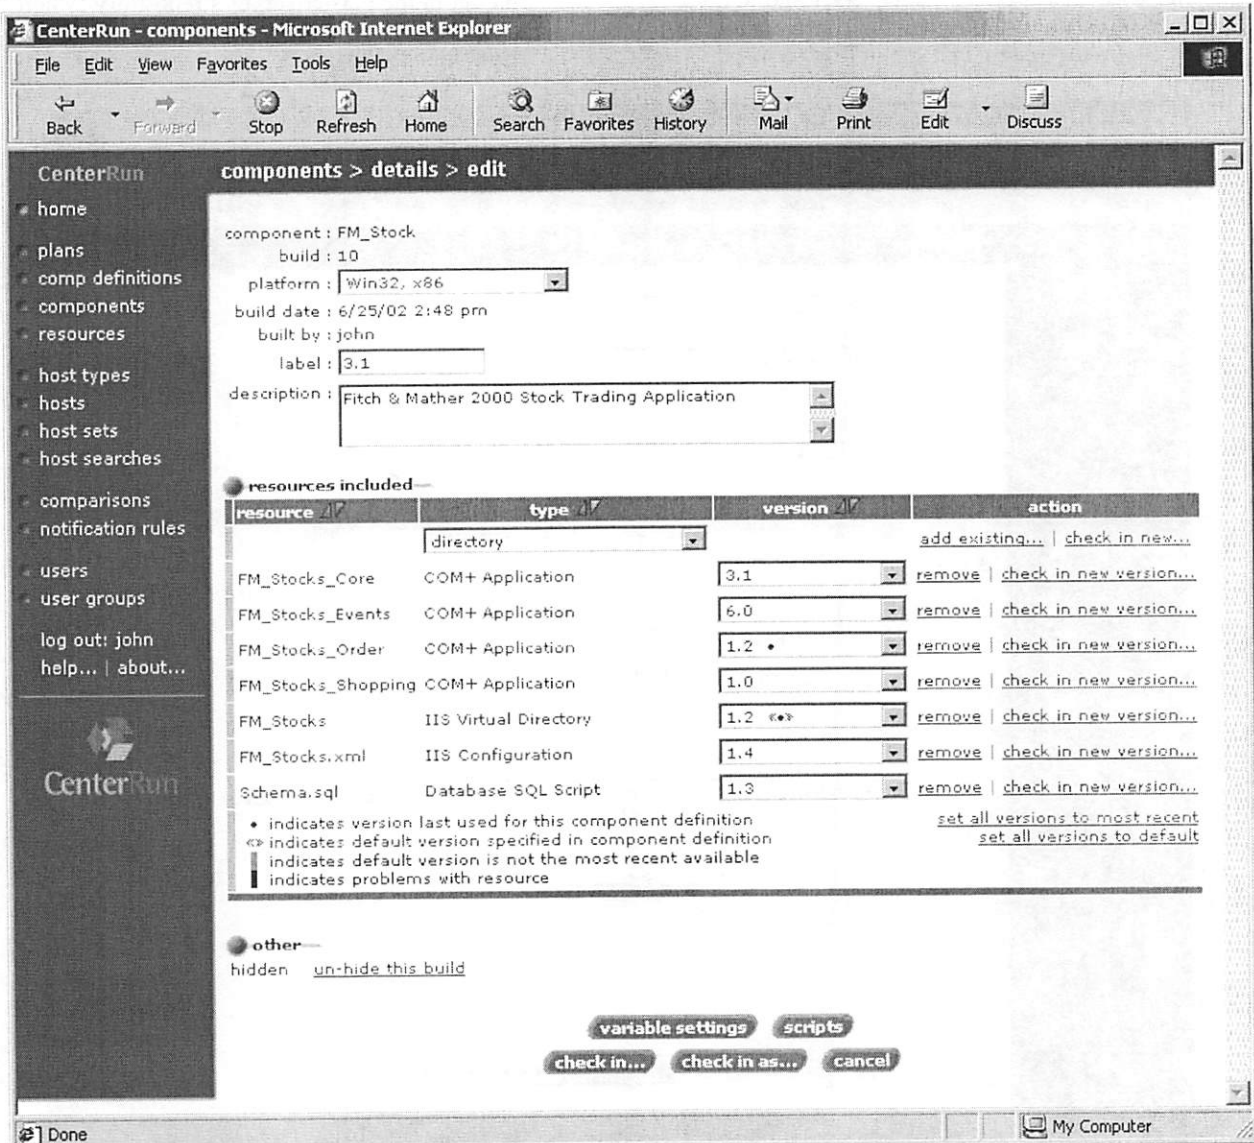 CenterRun - components - Microsoft Internet Explorer
File Edit View Favorites Tools Help
Back Forward Stop Refresh Home Search Favorites History Mail Print Edit Discuss
CenterRun
components > details > edit
home
plans
comp definitions
components
resources
host types
hosts
host sets
host searches
comparisons
notification rules
users
user groups
log out: john
help... | about...
CenterRun
component : FM_Stock
build : 10
platform : Win32, x86
build date : 6/25/02 2:48 pm
built by : john
label : 3.1
description : Fitch & Mather 2000 Stock Trading Application
resources included
resource type version action
directory add existing... | check in new...
FM_Stocks_Core COM+ Application 3.1 remove | check in new version...
FM_Stocks_Events COM+ Application 6.0 remove | check in new version...
FM_Stocks_Order COM+ Application 1.2 • remove | check in new version...
FM_Stocks_Shopping COM+ Application 1.0 remove | check in new version...
FM_Stocks IIS Virtual Directory 1.2 «•» remove | check in new version...
FM_Stocks.xml IIS Configuration 1.4 remove | check in new version...
Schema.sql Database SQL Script 1.3 remove | check in new version...
• indicates version last used for this component definition set all versions to most recent
«» indicates default version specified in component definition set all versions to default
indicates default version is not the most recent available
indicates problems with resource
other
hidden un-hide this build
variable settings scripts
check in... check in as... cancel
Done My Computer